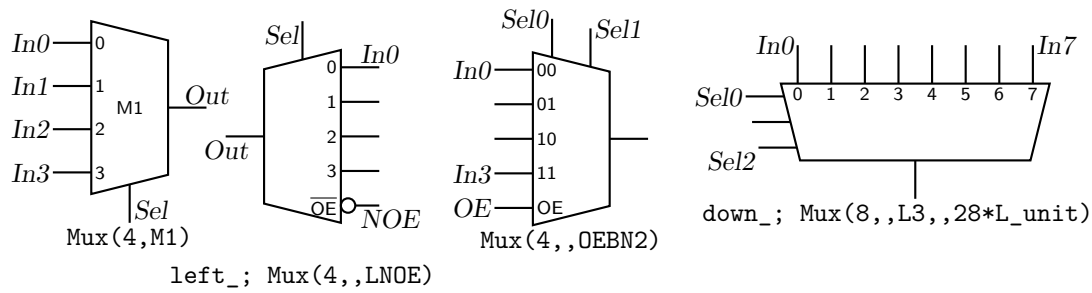 In0
0
In1
1
M1
Out
In2
2
In3
3
Sel
Mux(4,M1)
Sel
0
In0
1
2
Out
3
OE
NOE
left_; Mux(4,,LNOE)
Sel0
Sel1
In0
00
01
10
In3
11
OE
OE
Mux(4,,OEBN2)
In0
In7
Sel0
0 1 2 3 4 5 6 7
Sel2
down_; Mux(8,,L3,,28*L_unit)